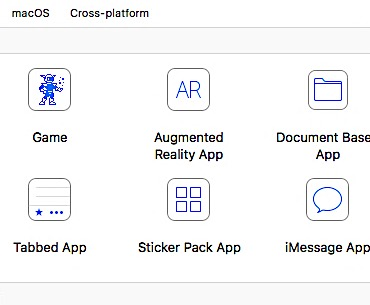 macOS Cross-platform
AR
Game Augmented Document Base
Reality App App
Tabbed App Sticker Pack App iMessage App